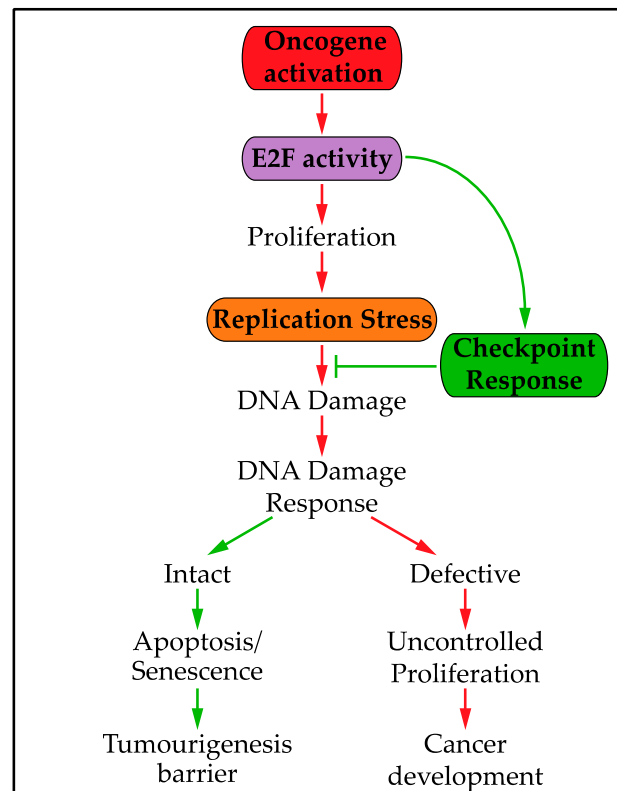 Oncogene
activation
E2F activity
Proliferation
Replication Stress
Checkpoint
Response
DNA Damage
DNA Damage
Response
Intact
Defective
Apoptosis/
Senescence
Uncontrolled
Proliferation
Tumourigenesis
barrier
Cancer
development